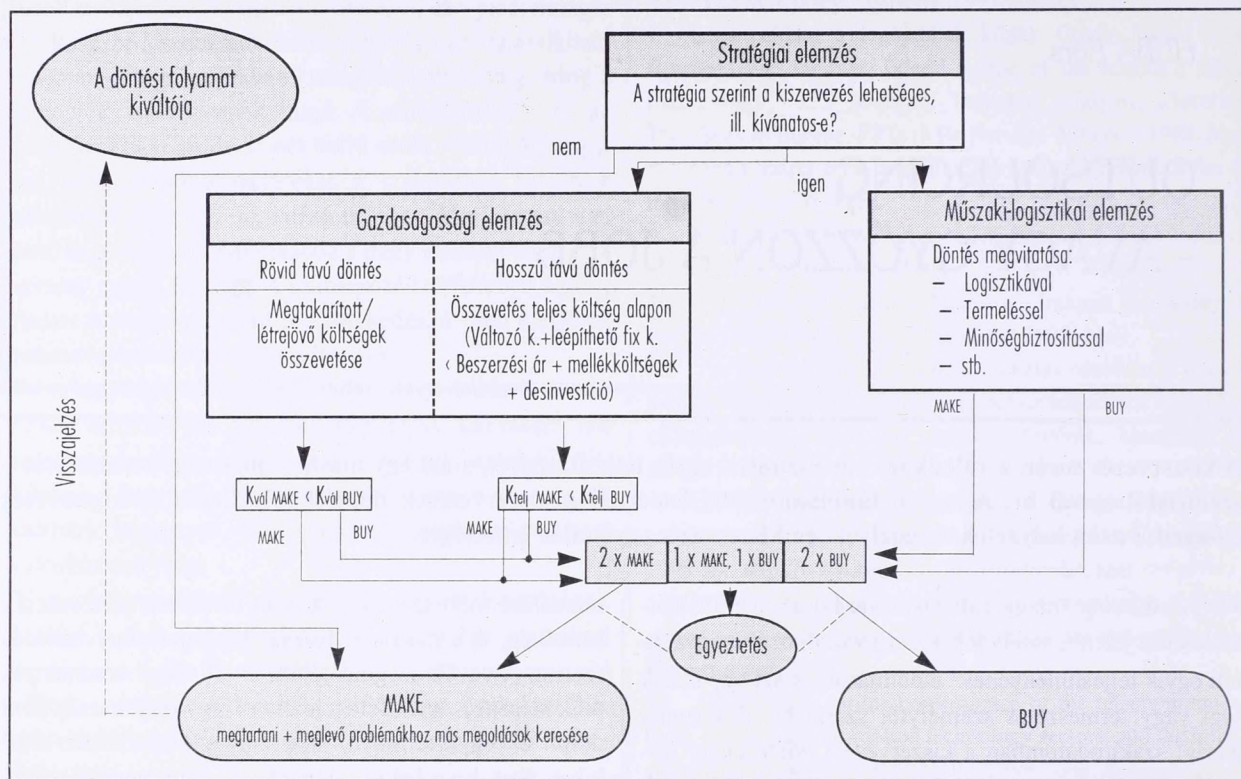 A döntési folyamat
kiváltója
Stratégiai elemzés
A stratégia szerint a kiszervezés lehetséges,
ill. kívánatos-e?
nem
igen
Gazdaságossági elemzés
Rövid távú döntés
Megtakarított/
létrejövő költségek
összevetése
Hosszú távú döntés
Összevetés teljes költség alapon
(Változó k.+leépíthető fix k.
‹ Beszerzési ár + mellékköltségek
+ desinvestíció)
Műszaki-logisztikai elemzés
Döntés megvitatása:
– Logisztikával
– Termeléssel
– Minőségbiztosítással
– stb.
MAKE
BUY
Visszajelzés
Kvál MAKE ‹ Kvál BUY
Ktelj MAKE ‹ Ktelj BUY
MAKE
BUY
MAKE
BUY
2 x MAKE
1 x MAKE, 1 x BUY
2 x BUY
Egyeztetés
MAKE
megtartani + meglevő problémákhoz más megoldások keresése
BUY